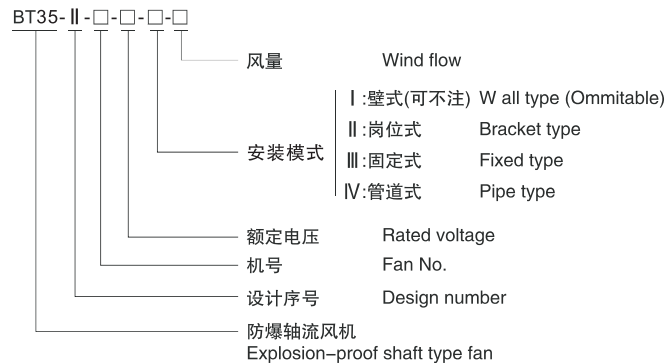 BT35-Ⅱ-□-□-□-□
风量 Wind flow
Ⅰ:壁式(可不注) W all type (Ommitable)
Ⅱ:岗位式 Bracket type
安装模式
Ⅲ:固定式 Fixed type
Ⅳ:管道式 Pipe type
额定电压 Rated voltage
机号 Fan No.
设计序号 Design number
防爆轴流风机
Explosion-proof shaft type fan